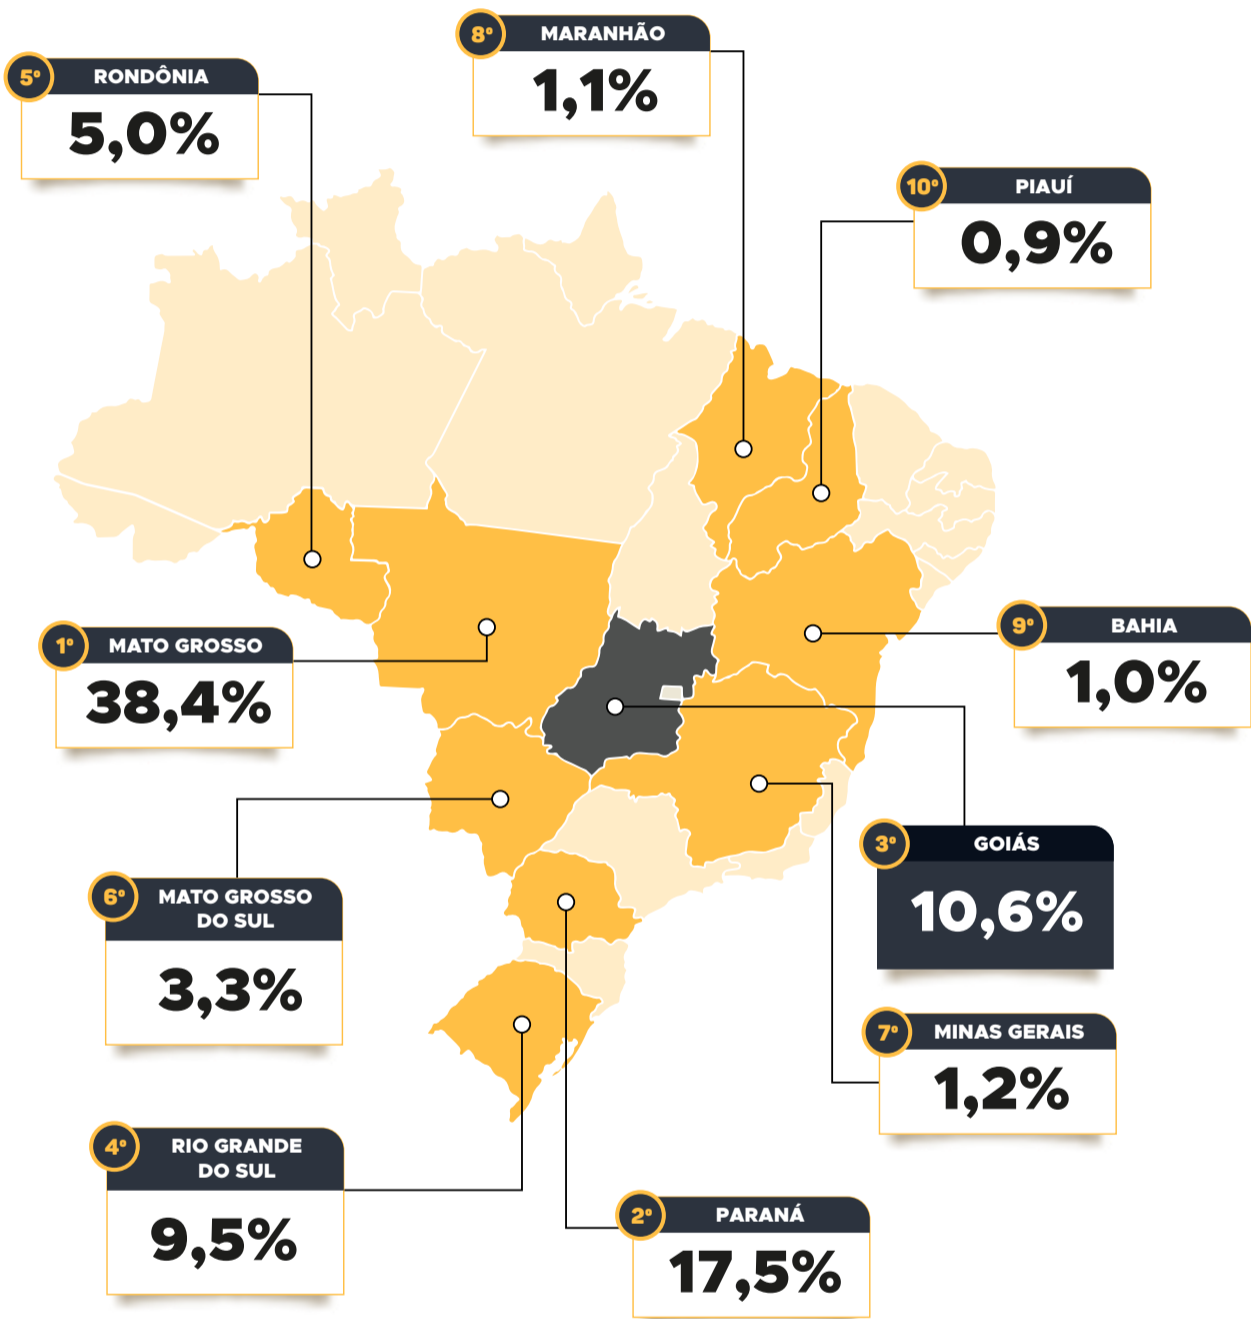 8º
MARANHÃO
1,1%
5º
RONDÔNIA
5,0%
10º
PIAUÍ
0,9%
9º
BAHIA
1,0%
1º
MATO GROSSO
38,4%
3º
GOIÁS
10,6%
6º
MATO GROSSO
DO SUL
3,3%
7º
MINAS GERAIS
1,2%
4º
RIO GRANDE
DO SUL
9,5%
2º
PARANÁ
17,5%